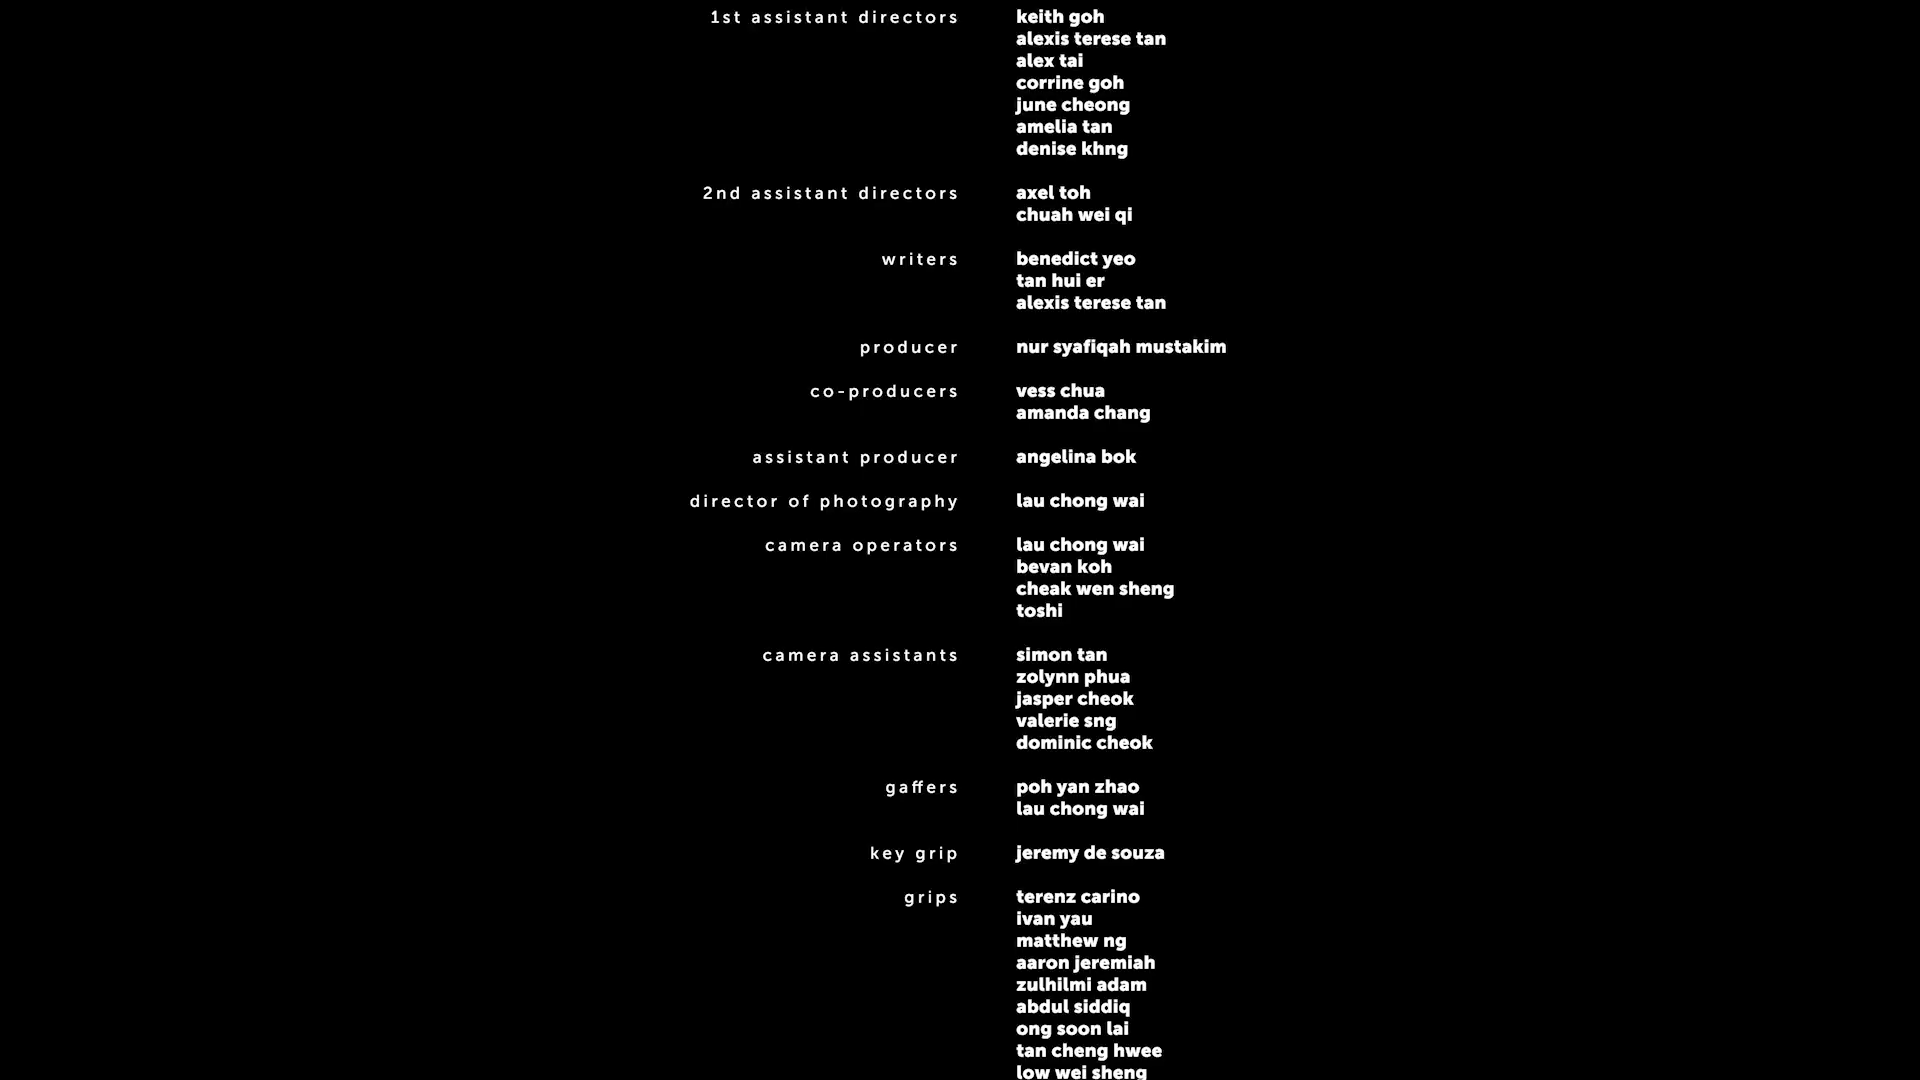 1st assistant directors keith goh
alexis terese tan
alex tai
corrine goh
june cheong
amelia tan
denise khng
2nd assistant directors axel toh
chuah wei qi
writers benedict yeo
tan hui er
alexis terese tan
producer nur syafiqah mustakim
co-producers vess chua
amanda chang
assistant producer angelina bok
director of photography lau chong wai
camera operators lau chong wai
bevan koh
cheak wen sheng
toshi
camera assistants simon tan
zolynn phua
jasper cheok
valerie sng
dominic cheok
gaffers poh yan zhao
lau chong wai
key grip jeremy de souza
grips terenz carino
ivan yau
matthew ng
aaron jeremiah
zulhilmi adam
abdul siddiq
ong soon lai
tan cheng hwee
low wei sheng